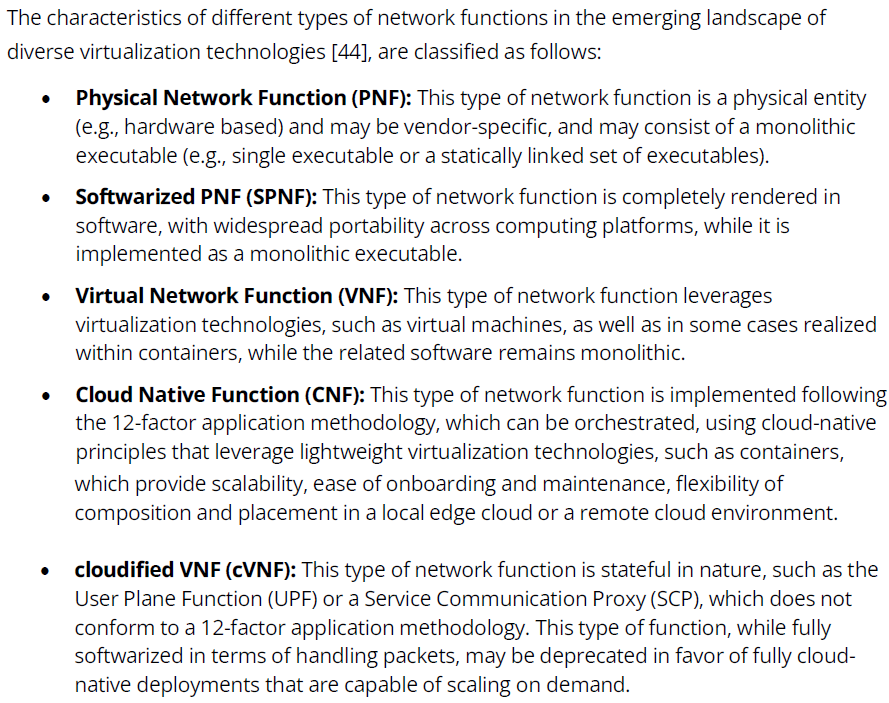 The characteristics of different types of network functions in the emerging landscape of
diverse virtualization technologies [44], are classified as follows:
• Physical Network Function (PNF): This type of network function is a physical entity
(e.g., hardware based) and may be vendor-specific, and may consist of a monolithic
executable (e.g., single executable or a statically linked set of executables).
• Softwarized PNF (SPNF): This type of network function is completely rendered in
software, with widespread portability across computing platforms, while it is
implemented as a monolithic executable.
• Virtual Network Function (VNF): This type of network function leverages
virtualization technologies, such as virtual machines, as well as in some cases realized
within containers, while the related software remains monolithic.
• Cloud Native Function (CNF): This type of network function is implemented following
the 12-factor application methodology, which can be orchestrated, using cloud-native
principles that leverage lightweight virtualization technologies, such as containers,
which provide scalability, ease of onboarding and maintenance, flexibility of
composition and placement in a local edge cloud or a remote cloud environment.
• cloudified VNF (cVNF): This type of network function is stateful in nature, such as the
User Plane Function (UPF) or a Service Communication Proxy (SCP), which does not
conform to a 12-factor application methodology. This type of function, while fully
softwarized in terms of handling packets, may be deprecated in favor of fully cloud-
native deployments that are capable of scaling on demand.